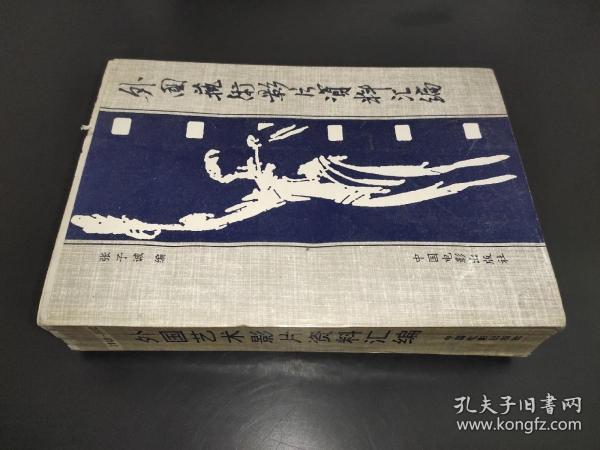 外国艺術影片資料汇编
张子诚 编
中国电影出版社
外国艺术影片资料汇编
中国电影出版社
孔夫子旧书网
www.kongfz.com